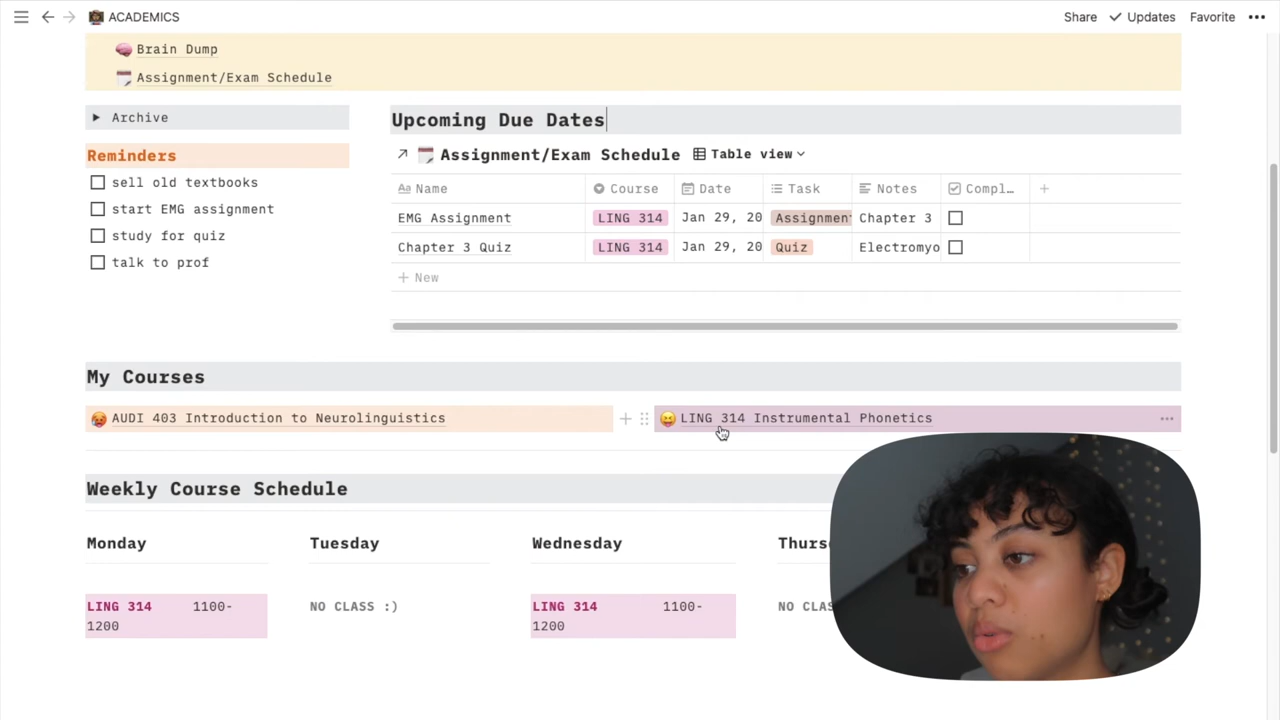 ACADEMICS
Share
Updates
Favorite
Brain Dump
Assignment/Exam Schedule
Archive
Reminders
sell old textbooks
start EMG assignment
study for quiz
talk to prof
Upcoming Due Dates
Assignment/Exam Schedule
Table view
Aa Name
Course
Date
Task
Notes
Compl…
EMG Assignment
LING 314
Jan 29, 20
Assignmen
Chapter 3
Chapter 3 Quiz
LING 314
Jan 29, 20
Quiz
Electromyo
+ New
My Courses
AUDI 403 Introduction to Neurolinguistics
LING 314 Instrumental Phonetics
Weekly Course Schedule
Monday
Tuesday
Wednesday
Thurs
LING 314 1100-
1200
NO CLASS :)
LING 314 1100-
1200
NO CLAS